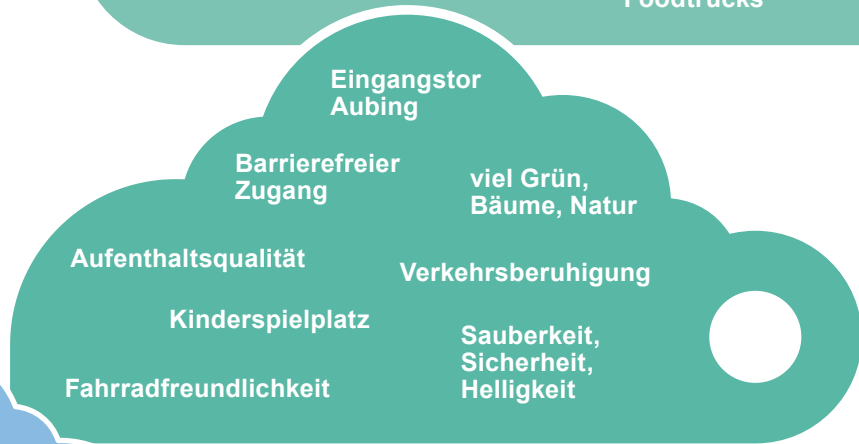 Foodtrucks
Eingangstor
Aubing
Barrierefreier
Zugang
viel Grün,
Bäume, Natur
Aufenthaltsqualität
Verkehrsberuhigung
Kinderspielplatz
Sauberkeit,
Sicherheit,
Helligkeit
Fahrradfreundlichkeit